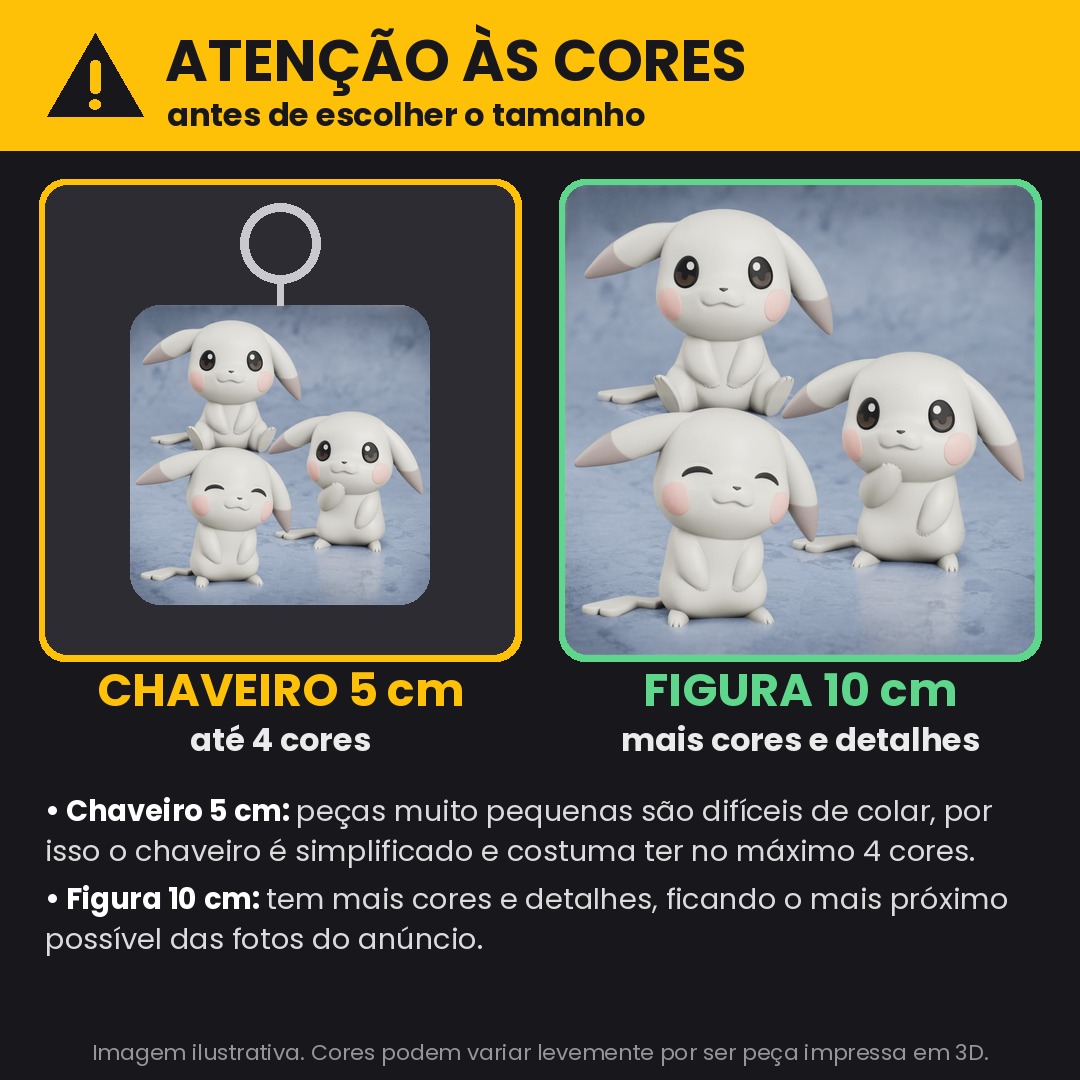 ATENÇÃO ÀS CORES
antes de escolher o tamanho
CHAVEIRO 5 cm
até 4 cores
FIGURA 10 cm
mais cores e detalhes
• Chaveiro 5 cm: peças muito pequenas são difíceis de colar, por
isso o chaveiro é simplificado e costuma ter no máximo 4 cores.
• Figura 10 cm: tem mais cores e detalhes, ficando o mais próximo
possível das fotos do anúncio.
Imagem ilustrativa. Cores podem variar levemente por ser peça impressa em 3D.